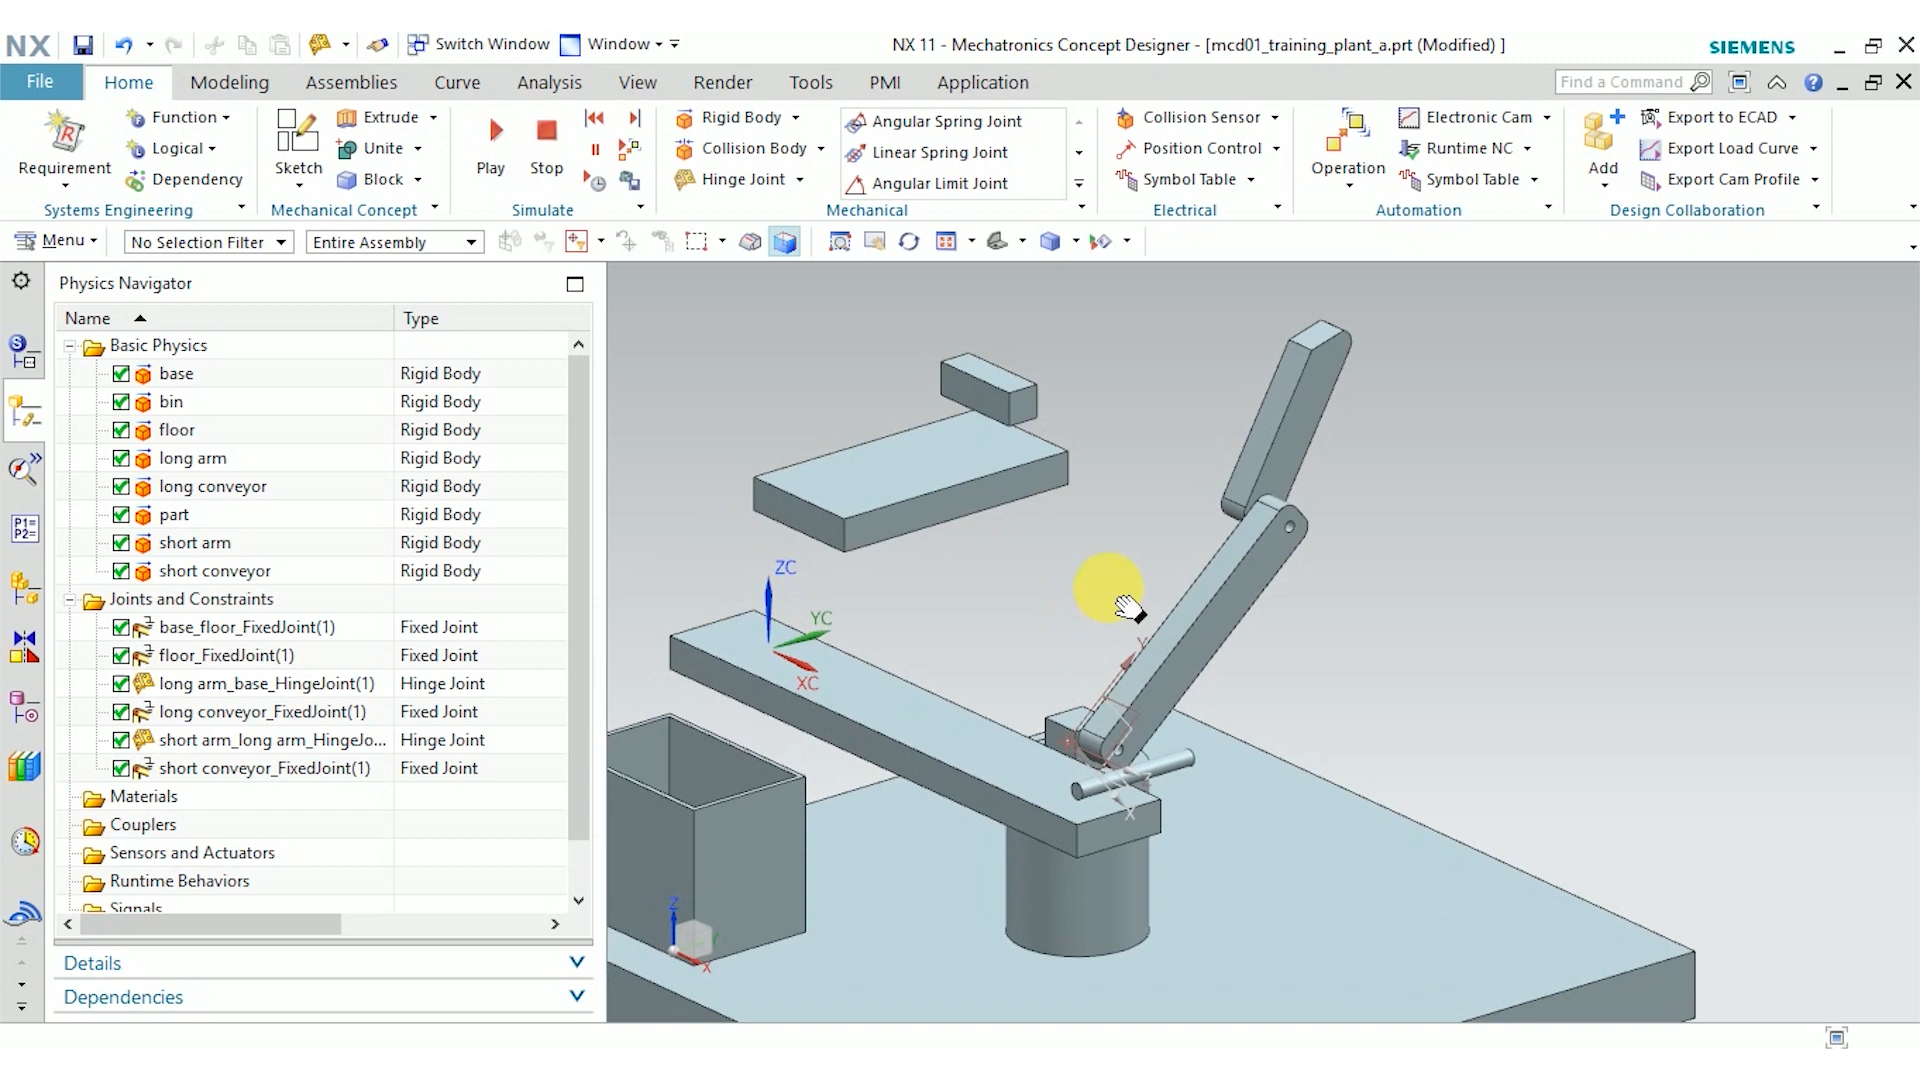 NX Switch Window Window NX 11 - Mechatronics Concept Designer - [mcd01_training_plant_a.prt (Modified) ] SIEMENS
File Home Modeling Assemblies Curve Analysis View Render Tools PMI Application Find a Command
Function Extrude Rigid Body Angular Spring Joint Collision Sensor Electronic Cam Export to ECAD
Logical Unite Collision Body Linear Spring Joint Position Control Runtime NC Export Load Curve
Requirement Dependency Sketch Block Play Stop Hinge Joint Angular Limit Joint Symbol Table Operation Symbol Table Add Export Cam Profile
Systems Engineering Mechanical Concept Simulate Mechanical Electrical Automation Design Collaboration
Menu No Selection Filter Entire Assembly
Physics Navigator
Name Type
Basic Physics
base Rigid Body
bin Rigid Body
floor Rigid Body
long arm Rigid Body
long conveyor Rigid Body
part Rigid Body
short arm Rigid Body
short conveyor Rigid Body
Joints and Constraints
base_floor_FixedJoint(1) Fixed Joint
floor_FixedJoint(1) Fixed Joint
long arm_base_HingeJoint(1) Hinge Joint
long conveyor_FixedJoint(1) Fixed Joint
short arm_long arm_HingeJo... Hinge Joint
short conveyor_FixedJoint(1) Fixed Joint
Materials
Couplers
Sensors and Actuators
Runtime Behaviors
Signals
Details
Dependencies
P1=
P2=
ZC
YC
XC
Y
X
Z
Y
X